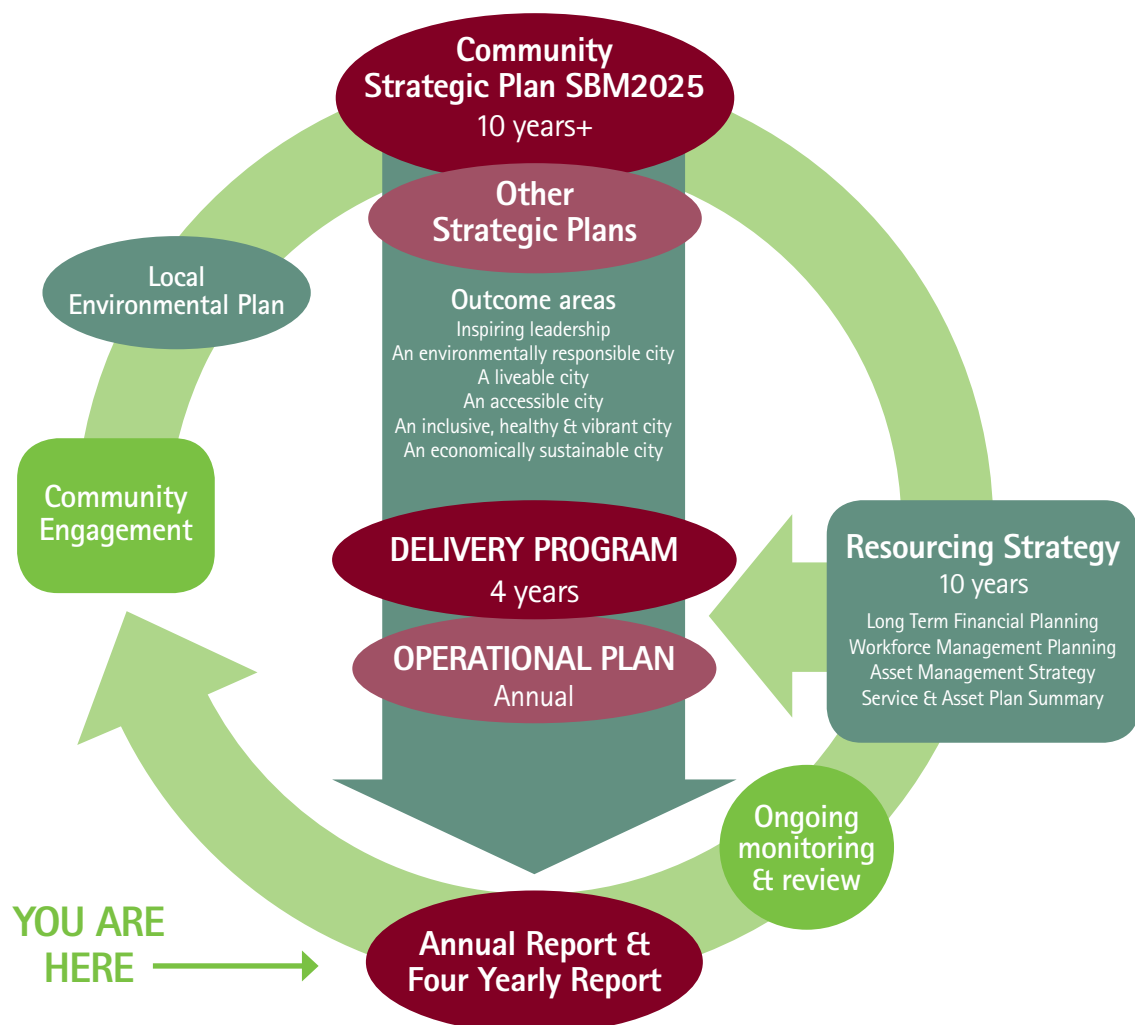 Community
Strategic Plan SBM2025
10 years+
Other
Strategic Plans
Local
Environmental Plan
Outcome areas
Inspiring leadership
An environmentally responsible city
A liveable city
An accessible city
An inclusive, healthy & vibrant city
An economically sustainable city
Community
Engagement
DELIVERY PROGRAM
4 years
OPERATIONAL PLAN
Annual
Resourcing Strategy
10 years
Long Term Financial Planning
Workforce Management Planning
Asset Management Strategy
Service & Asset Plan Summary
Ongoing
monitoring
& review
YOU ARE
HERE
Annual Report &
Four Yearly Report